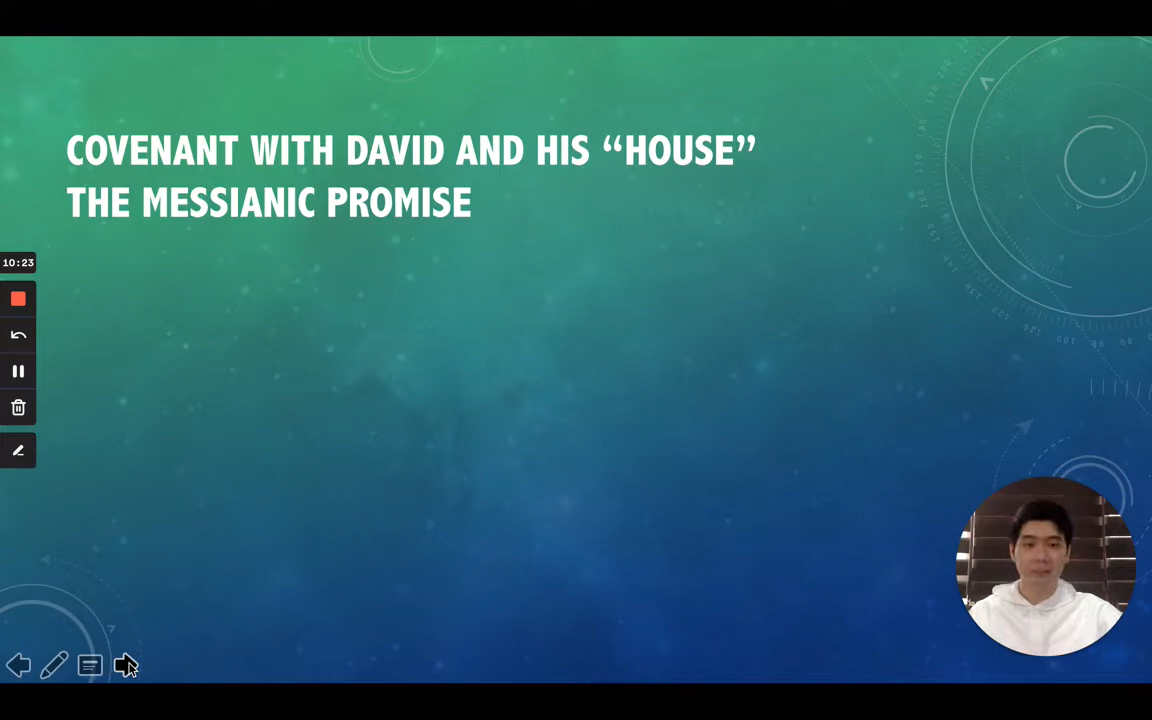 COVENANT WITH DAVID AND HIS “HOUSE”
THE MESSIANIC PROMISE
10:23